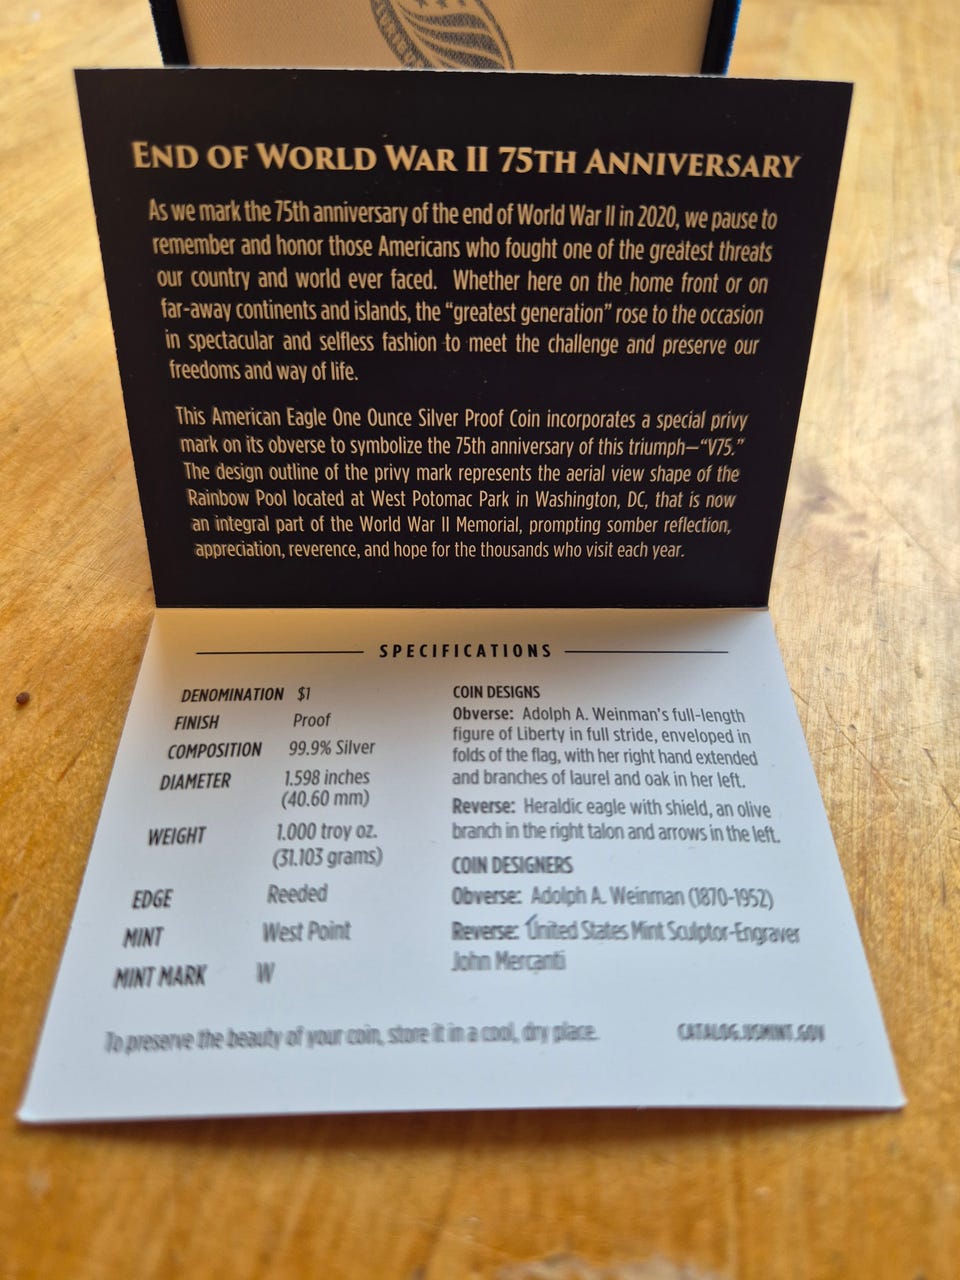 END OF WORLD WAR II 75TH ANNIVERSARY
As we mark the 75th anniversary of the end of World War II in 2020, we pause to
remember and honor those Americans who fought one of the greatest threats
our country and world ever faced. Whether here on the home front or on
far-away continents and islands, the “greatest generation” rose to the occasion
in spectacular and selfless fashion to meet the challenge and preserve our
freedoms and way of life.
This American Eagle One Ounce Silver Proof Coin incorporates a special privy
mark on its obverse to symbolize the 75th anniversary of this triumph—“V75.”
The design outline of the privy mark represents the aerial view shape of the
Rainbow Pool located at West Potomac Park in Washington, DC, that is now
an integral part of the World War II Memorial, prompting somber reflection,
appreciation, reverence, and hope for the thousands who visit each year.
SPECIFICATIONS
DENOMINATION $1
FINISH Proof
COMPOSITION 99.9% Silver
DIAMETER 1.598 inches
(40.60 mm)
WEIGHT 1.000 troy oz.
(31.103 grams)
EDGE Reeded
MINT West Point
MINT MARK W
COIN DESIGNS
Obverse: Adolph A. Weinman's full-length
figure of Liberty in full stride, enveloped in
folds of the flag, with her right hand extended
and branches of laurel and oak in her left.
Reverse: Heraldic eagle with shield, an olive
branch in the right talon and arrows in the left.
COIN DESIGNERS
Obverse: Adolph A. Weinman (1870-1952)
Reverse: United States Mint Sculptor-Engraver
John Mercanti
To preserve the beauty of your coin, store it in a cool, dry place.
CATALOG.USMINT.GOV